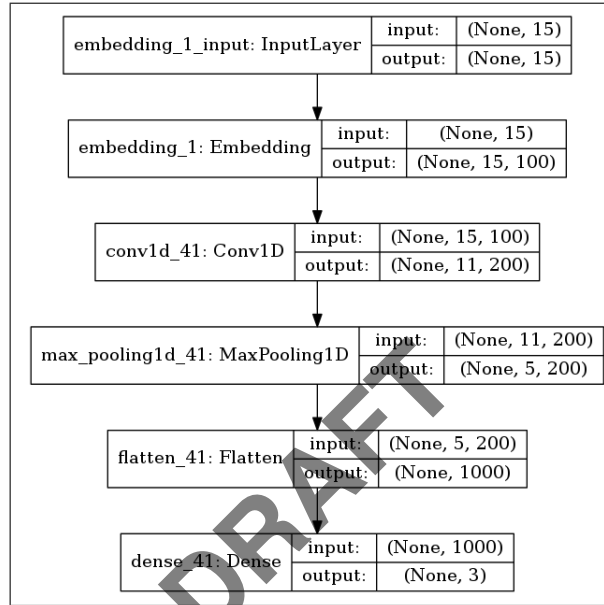 embedding_1_input: InputLayer
input: (None, 15)
output: (None, 15)
embedding_1: Embedding
input: (None, 15)
output: (None, 15, 100)
conv1d_41: Conv1D
input: (None, 15, 100)
output: (None, 11, 200)
max_pooling1d_41: MaxPooling1D
input: (None, 11, 200)
output: (None, 5, 200)
flatten_41: Flatten
input: (None, 5, 200)
output: (None, 1000)
dense_41: Dense
input: (None, 1000)
output: (None, 3)
DRAFT